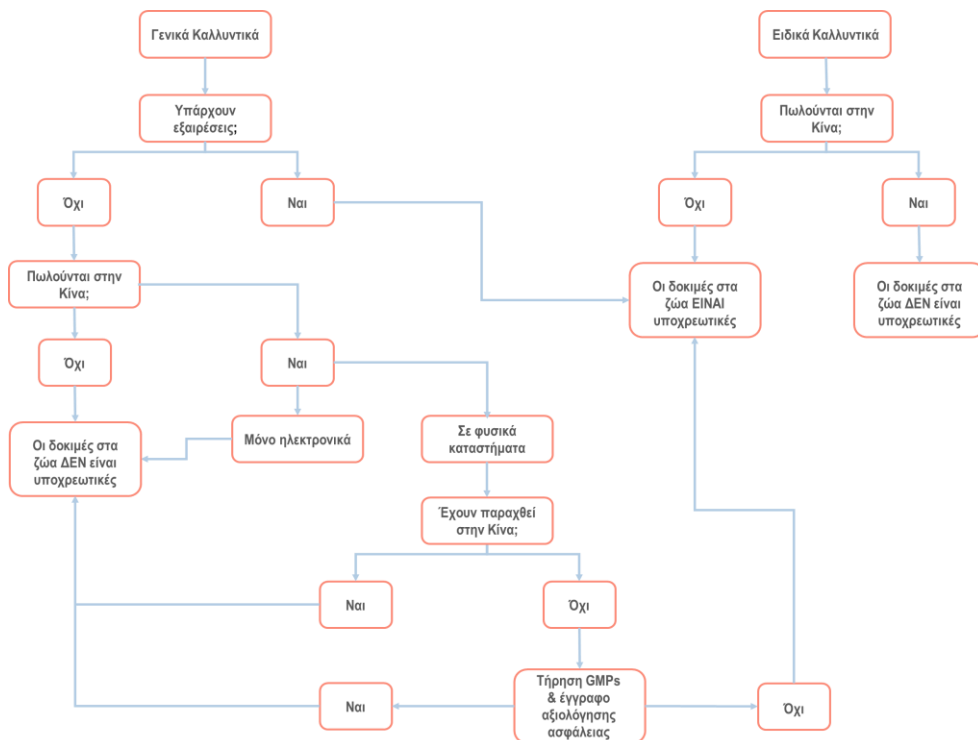 Γενικά Καλλυντικά
Ειδικά Καλλυντικά
Υπάρχουν
εξαιρέσεις;
Πωλούνται στην
Κίνα;
Όχι
Ναι
Όχι
Ναι
Πωλούνται στην
Κίνα;
Οι δοκιμές στα
ζώα ΕΙΝΑΙ
υποχρεωτικές
Οι δοκιμές στα
ζώα ΔΕΝ είναι
υποχρεωτικές
Όχι
Ναι
Οι δοκιμές στα
ζώα ΔΕΝ είναι
υποχρεωτικές
Μόνο ηλεκτρονικά
Σε φυσικά
καταστήματα
Έχουν παραχθεί
στην Κίνα;
Ναι
Όχι
Ναι
Τήρηση GMPs
& έγγραφο
αξιολόγησης
ασφάλειας
Όχι